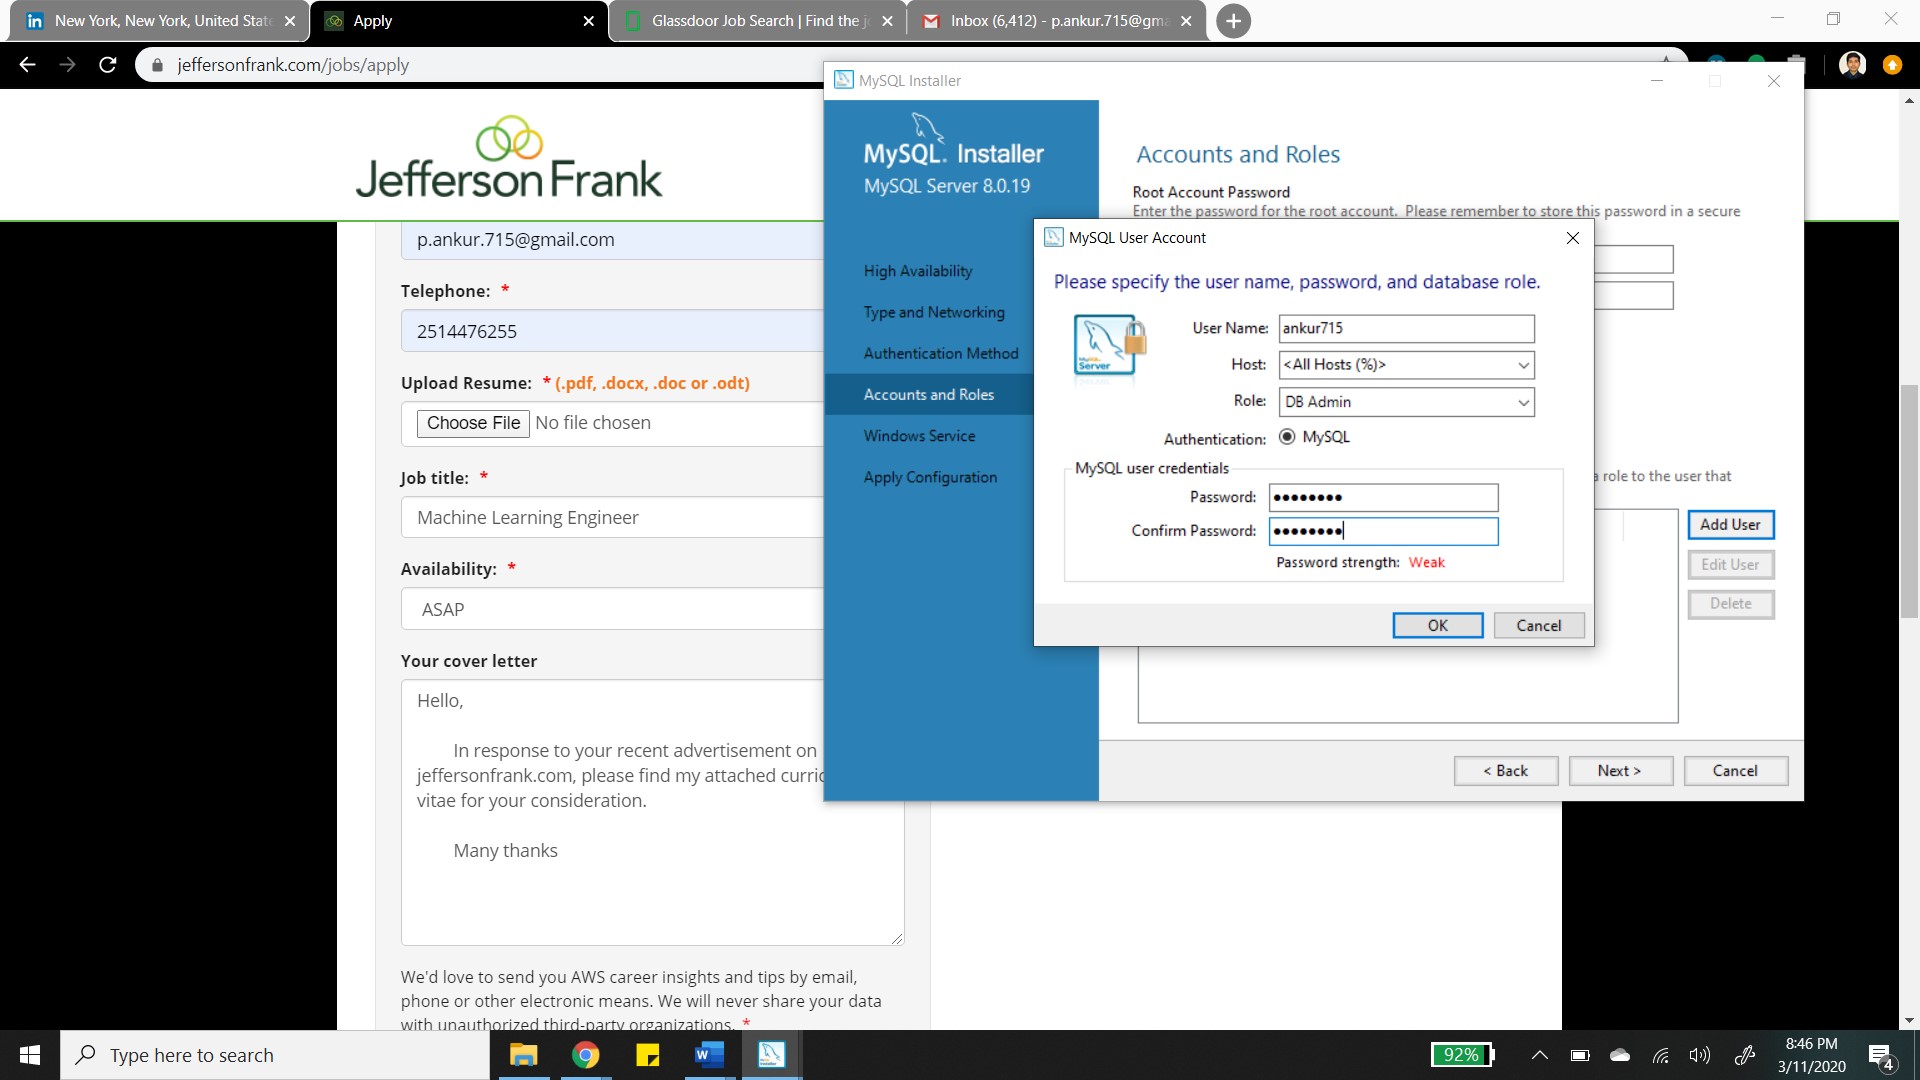 New York, New York, United State
Apply
Glassdoor Job Search | Find the j
Inbox (6,412) - p.ankur.715@gma
jeffersonfrank.com/jobs/apply
Jefferson Frank
p.ankur.715@gmail.com
Telephone: *
2514476255
Upload Resume: * (.pdf, .docx, .doc or .odt)
Choose File No file chosen
Job title: *
Machine Learning Engineer
Availability: *
ASAP
Your cover letter
Hello,
In response to your recent advertisement on
jeffersonfrank.com, please find my attached curric
vitae for your consideration.
Many thanks
We'd love to send you AWS career insights and tips by email,
phone or other electronic means. We will never share your data
with unauthorized third-party organizations. *
MySQL Installer
MySQL. Installer
MySQL Server 8.0.19
High Availability
Type and Networking
Authentication Method
Accounts and Roles
Windows Service
Apply Configuration
Accounts and Roles
Root Account Password
Enter the password for the root account. Please remember to store this password in a secure
a role to the user that
Add User
Edit User
Delete
< Back
Next >
Cancel
MySQL User Account
Please specify the user name, password, and database role.
MySQL
Server
User Name: ankur715
Host: <All Hosts (%)>
Role: DB Admin
Authentication: MySQL
MySQL user credentials
Password: ●●●●●●●●
Confirm Password: ●●●●●●●●
Password strength: Weak
OK
Cancel
Type here to search
92%
8:46 PM
3/11/2020
4